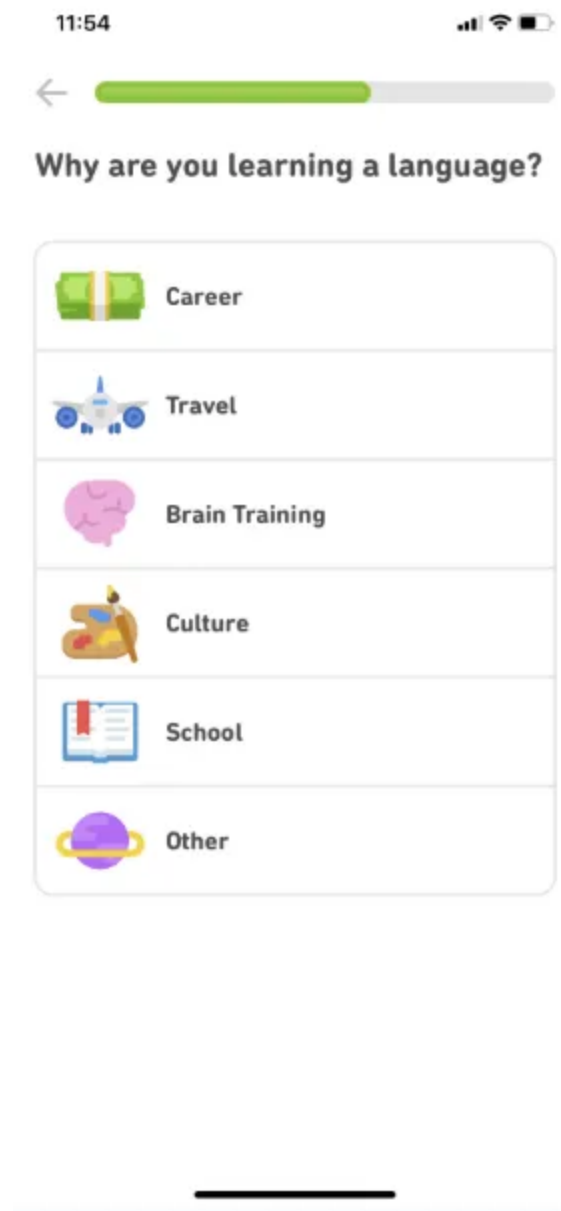 11:54
Why are you learning a language?
Career
Travel
Brain Training
Culture
School
Other